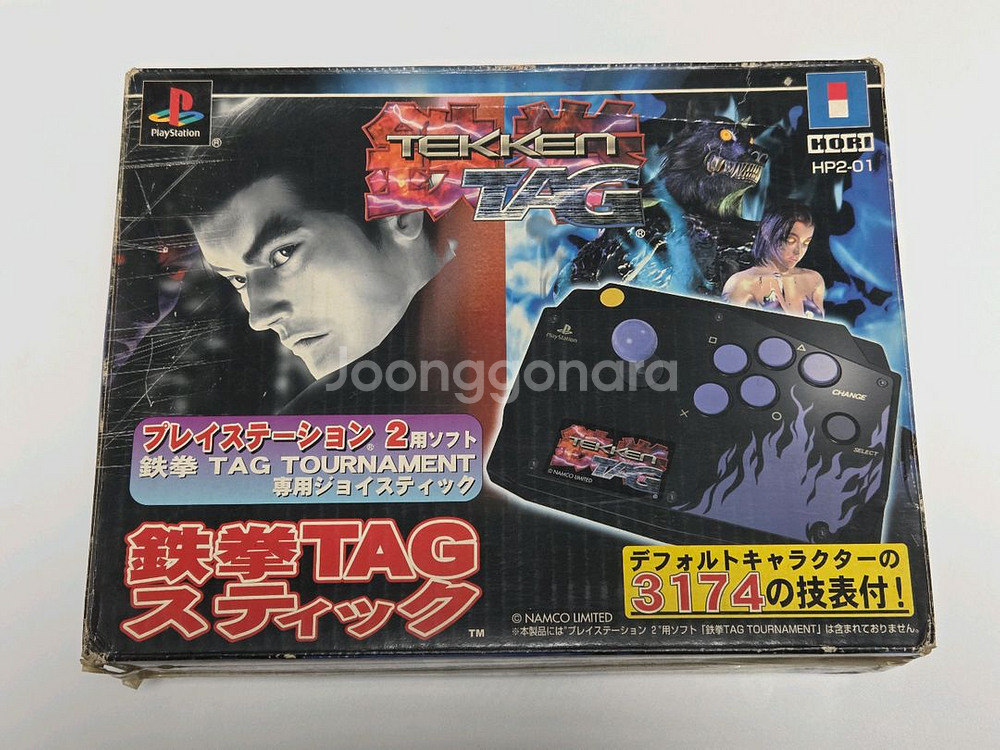 PlayStation
®
鉄拳
TEKKEN
TAG
®
HORI
HP2-01
Joonggonara
PlayStation
□
△
×
○
CHANGE
SELECT
鉄拳
TEKKEN
TAG
© NAMCO LIMITED
®
プレイステーション®2用ソフト
鉄拳 TAG TOURNAMENT
専用ジョイスティック
鉄拳TAG
スティック™
デフォルトキャラクターの
3174の技表付!
© NAMCO LIMITED
※本製品には"プレイステーション 2"用ソフト「鉄拳TAG TOURNAMENT」は含まれておりません。